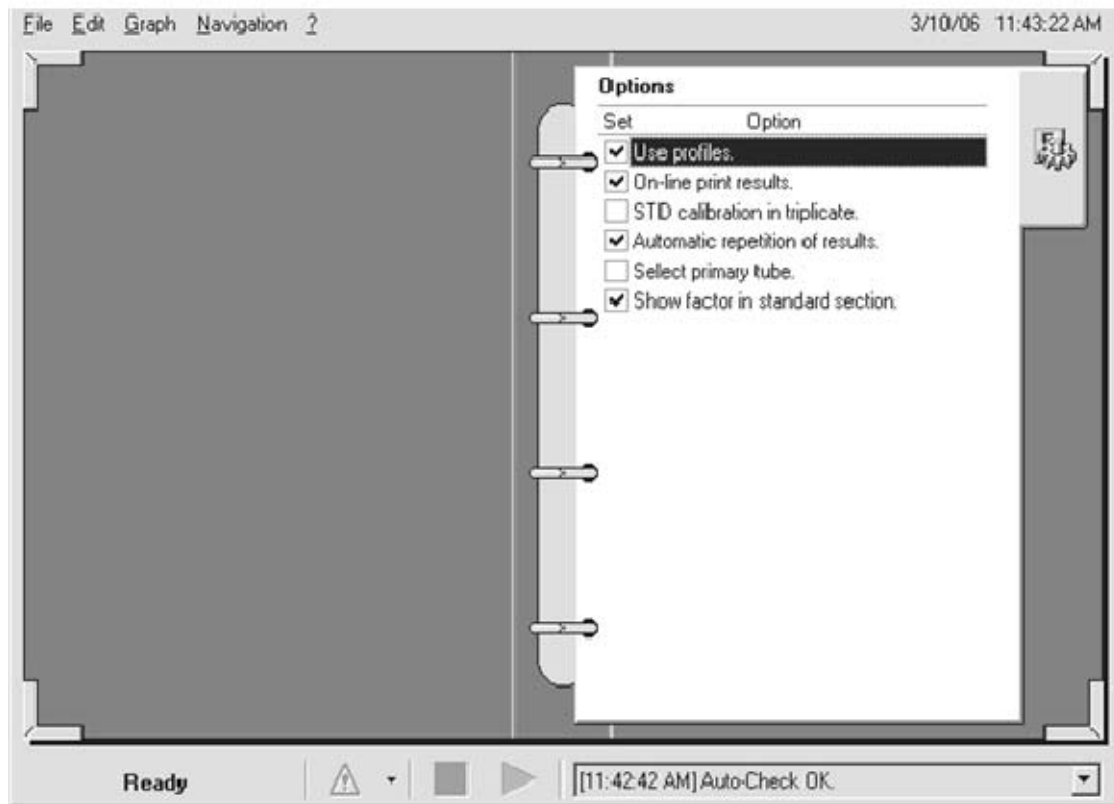 File Edit Graph Navigation ? 3/10/06 11:43:22 AM
Options
Set Option
Use profiles.
On-line print results.
STD calibration in triplicate.
Automatic repetition of results.
Select primary tube.
Show factor in standard section.
Ready [11:42:42 AM] Auto-Check OK.